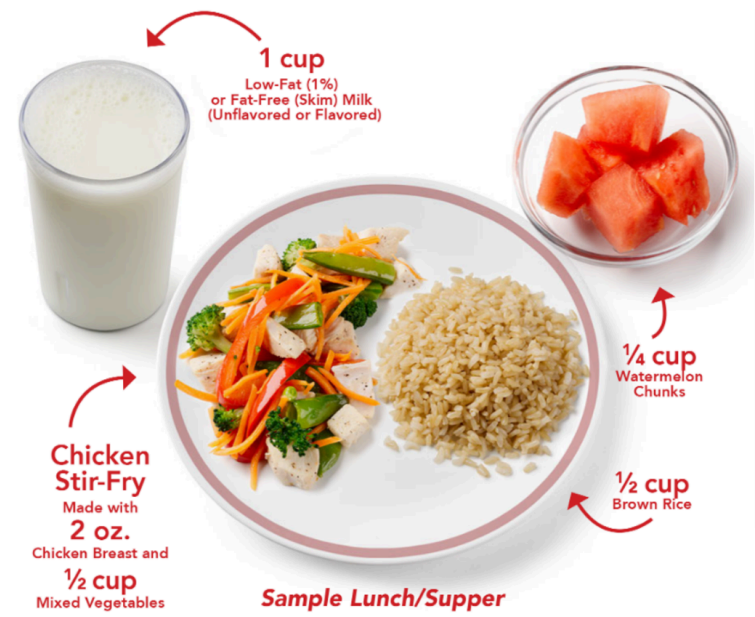 1 cup
Low-Fat (1%)
or Fat-Free (Skim) Milk
(Unflavored or Flavored)
¼ cup
Watermelon
Chunks
Chicken
Stir-Fry
Made with
2 oz.
Chicken Breast and
½ cup
Mixed Vegetables
½ cup
Brown Rice
Sample Lunch/Supper